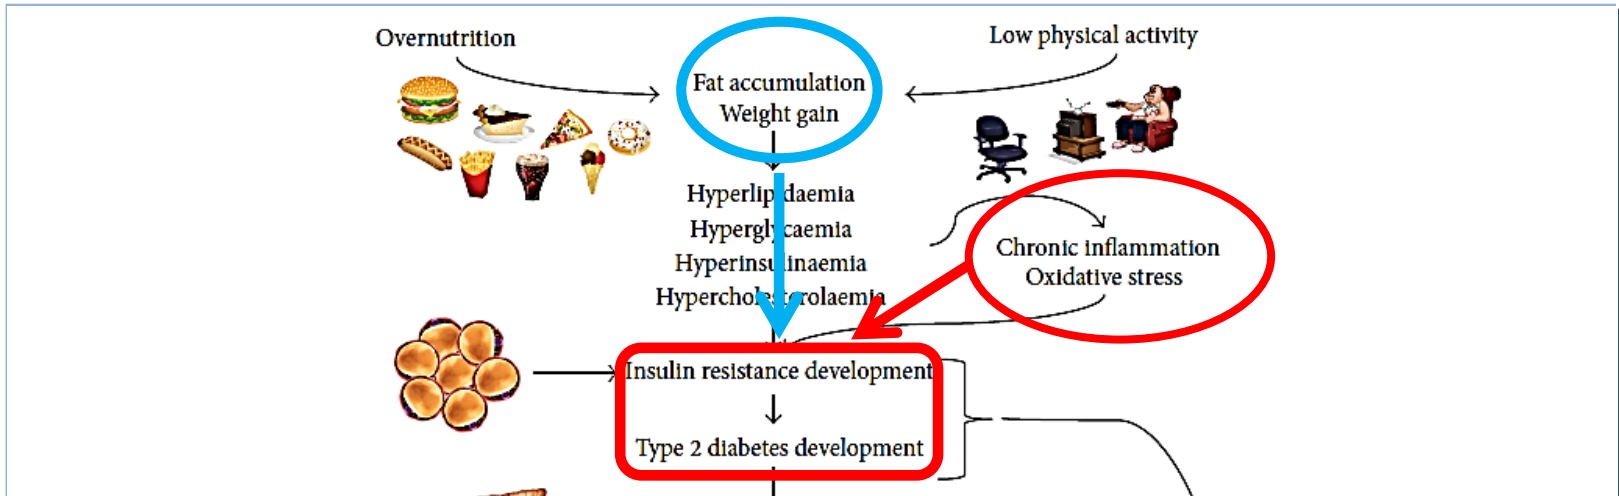 Overnutrition
Low physical activity
Fat accumulation
Weight gain
Hyperlipidaemia
Hyperglycaemia
Hyperinsulinaemia
Hypercholesterolaemia
Chronic inflammation
Oxidative stress
Insulin resistance development
Type 2 diabetes development